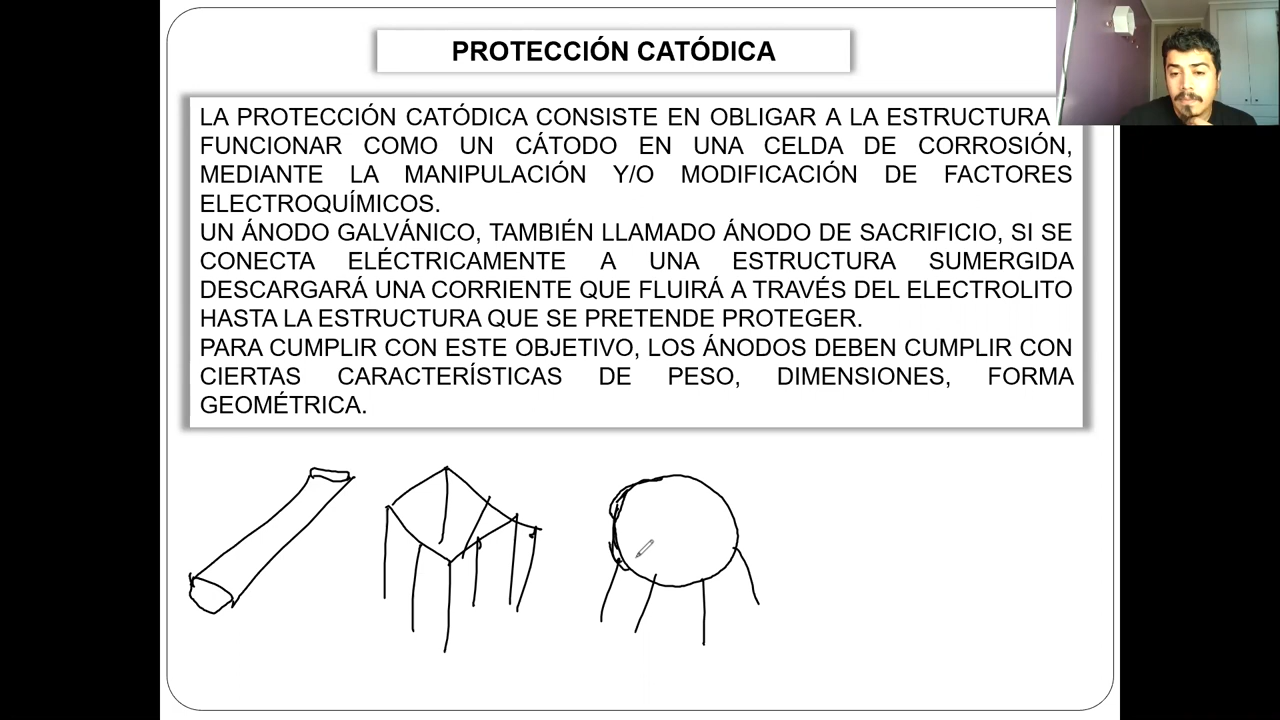 PROTECCIÓN CATÓDICA
LA PROTECCIÓN CATÓDICA CONSISTE EN OBLIGAR A LA ESTRUCTURA
FUNCIONAR COMO UN CÁTODO EN UNA CELDA DE CORROSIÓN,
MEDIANTE LA MANIPULACIÓN Y/O MODIFICACIÓN DE FACTORES
ELECTROQUÍMICOS.
UN ÁNODO GALVÁNICO, TAMBIÉN LLAMADO ÁNODO DE SACRIFICIO, SI SE
CONECTA ELÉCTRICAMENTE A UNA ESTRUCTURA SUMERGIDA
DESCARGARÁ UNA CORRIENTE QUE FLUIRÁ A TRAVÉS DEL ELECTROLITO
HASTA LA ESTRUCTURA QUE SE PRETENDE PROTEGER.
PARA CUMPLIR CON ESTE OBJETIVO, LOS ÁNODOS DEBEN CUMPLIR CON
CIERTAS CARACTERÍSTICAS DE PESO, DIMENSIONES, FORMA
GEOMÉTRICA.